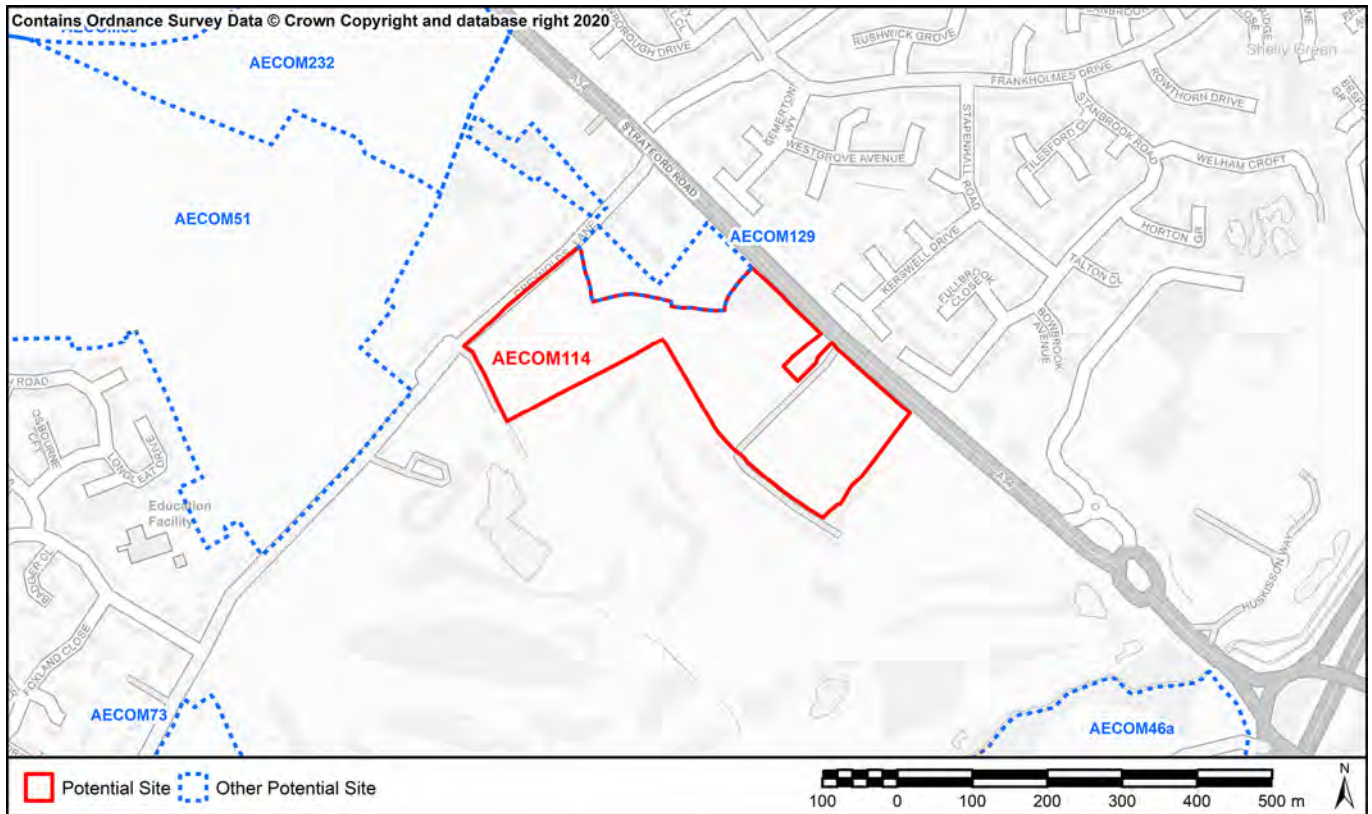 Contains Ordnance Survey Data © Crown Copyright and database right 2020
AECOM232
A34
STRATFORD ROAD
RUSHWICK GROVE
Shelly Green
FRANKHOLMES DRIVE
ROWTHORN DRIVE
STANBROOK ROAD
TILESFORD CL
STAPENHALL ROAD
WESTGROVE AVENUE
WELHAM CROFT
AECOM51
HORTON GR
AECOM129
KERSWELL DRIVE
TALTON CL
FULLBROOK CLOSE
BOWBROOK AVENUE
AECOM114
LONGLEAT DRIVE
Education
Facility
A34
BADGER CL
HUSKISSON WAY
AECOM73
AECOM46a
Potential Site
Other Potential Site
100 0 100 200 300 400 500 m
N